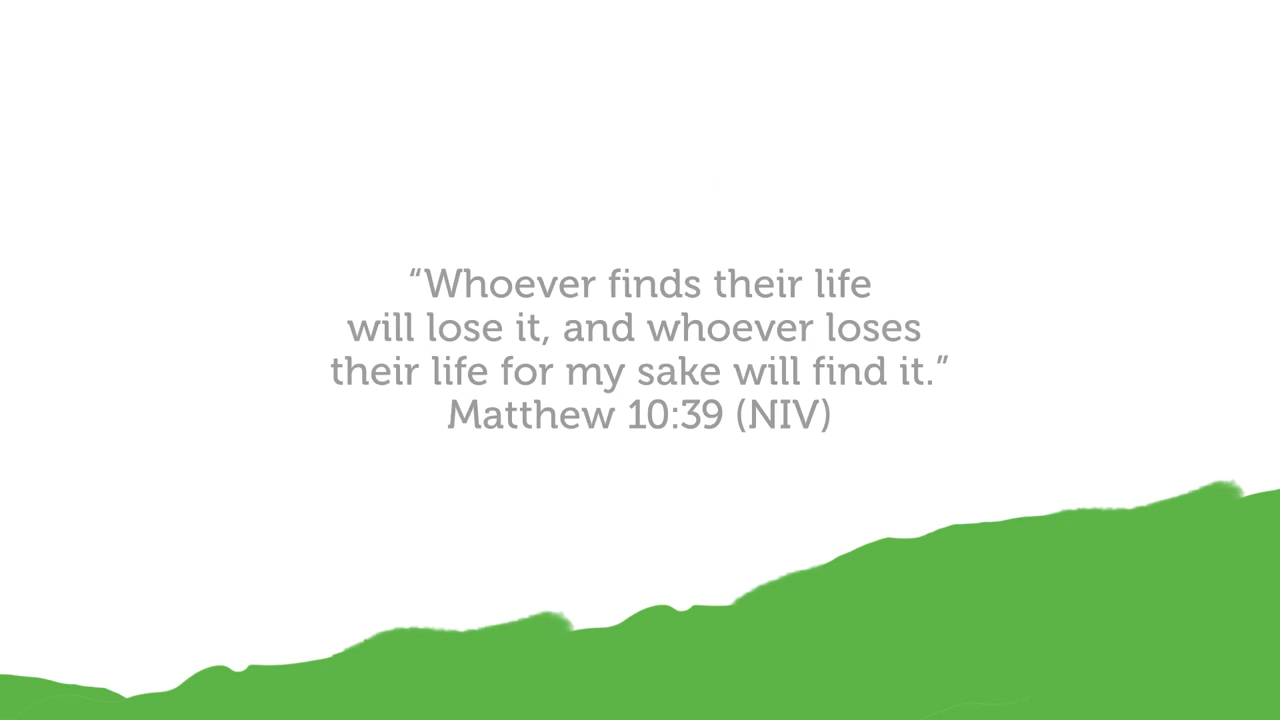 “Whoever finds their life
will lose it, and whoever loses
their life for my sake will find it.”
Matthew 10:39 (NIV)